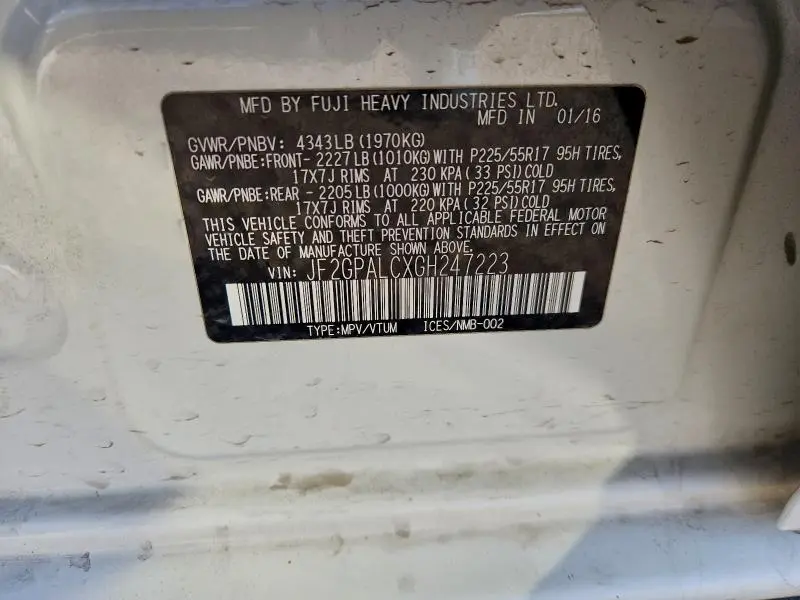 MFD BY FUJI HEAVY INDUSTRIES LTD.
MFD IN 01/16
GVWR/PNBV: 4343LB(1970KG)
GAWR/PNBE:FRONT- 2227LB(1010KG)WITH P225/55R17 95H TIRES,
17X7J RIMS AT 230 KPA(33 PSI)COLD
GAWR/PNBE:REAR - 2205LB(1000KG)WITH P225/55R17 95H TIRES,
17X7J RIMS AT 220 KPA(32 PSI)COLD
THIS VEHICLE CONFORMS TO ALL APPLICABLE FEDERAL MOTOR
VEHICLE SAFETY AND THEFT PREVENTION STANDARDS IN EFFECT ON
THE DATE OF MANUFACTURE SHOWN ABOVE.
VIN: JF2GPALCXGH247223
TYPE:MPV/VTUM ICES/NMB-002